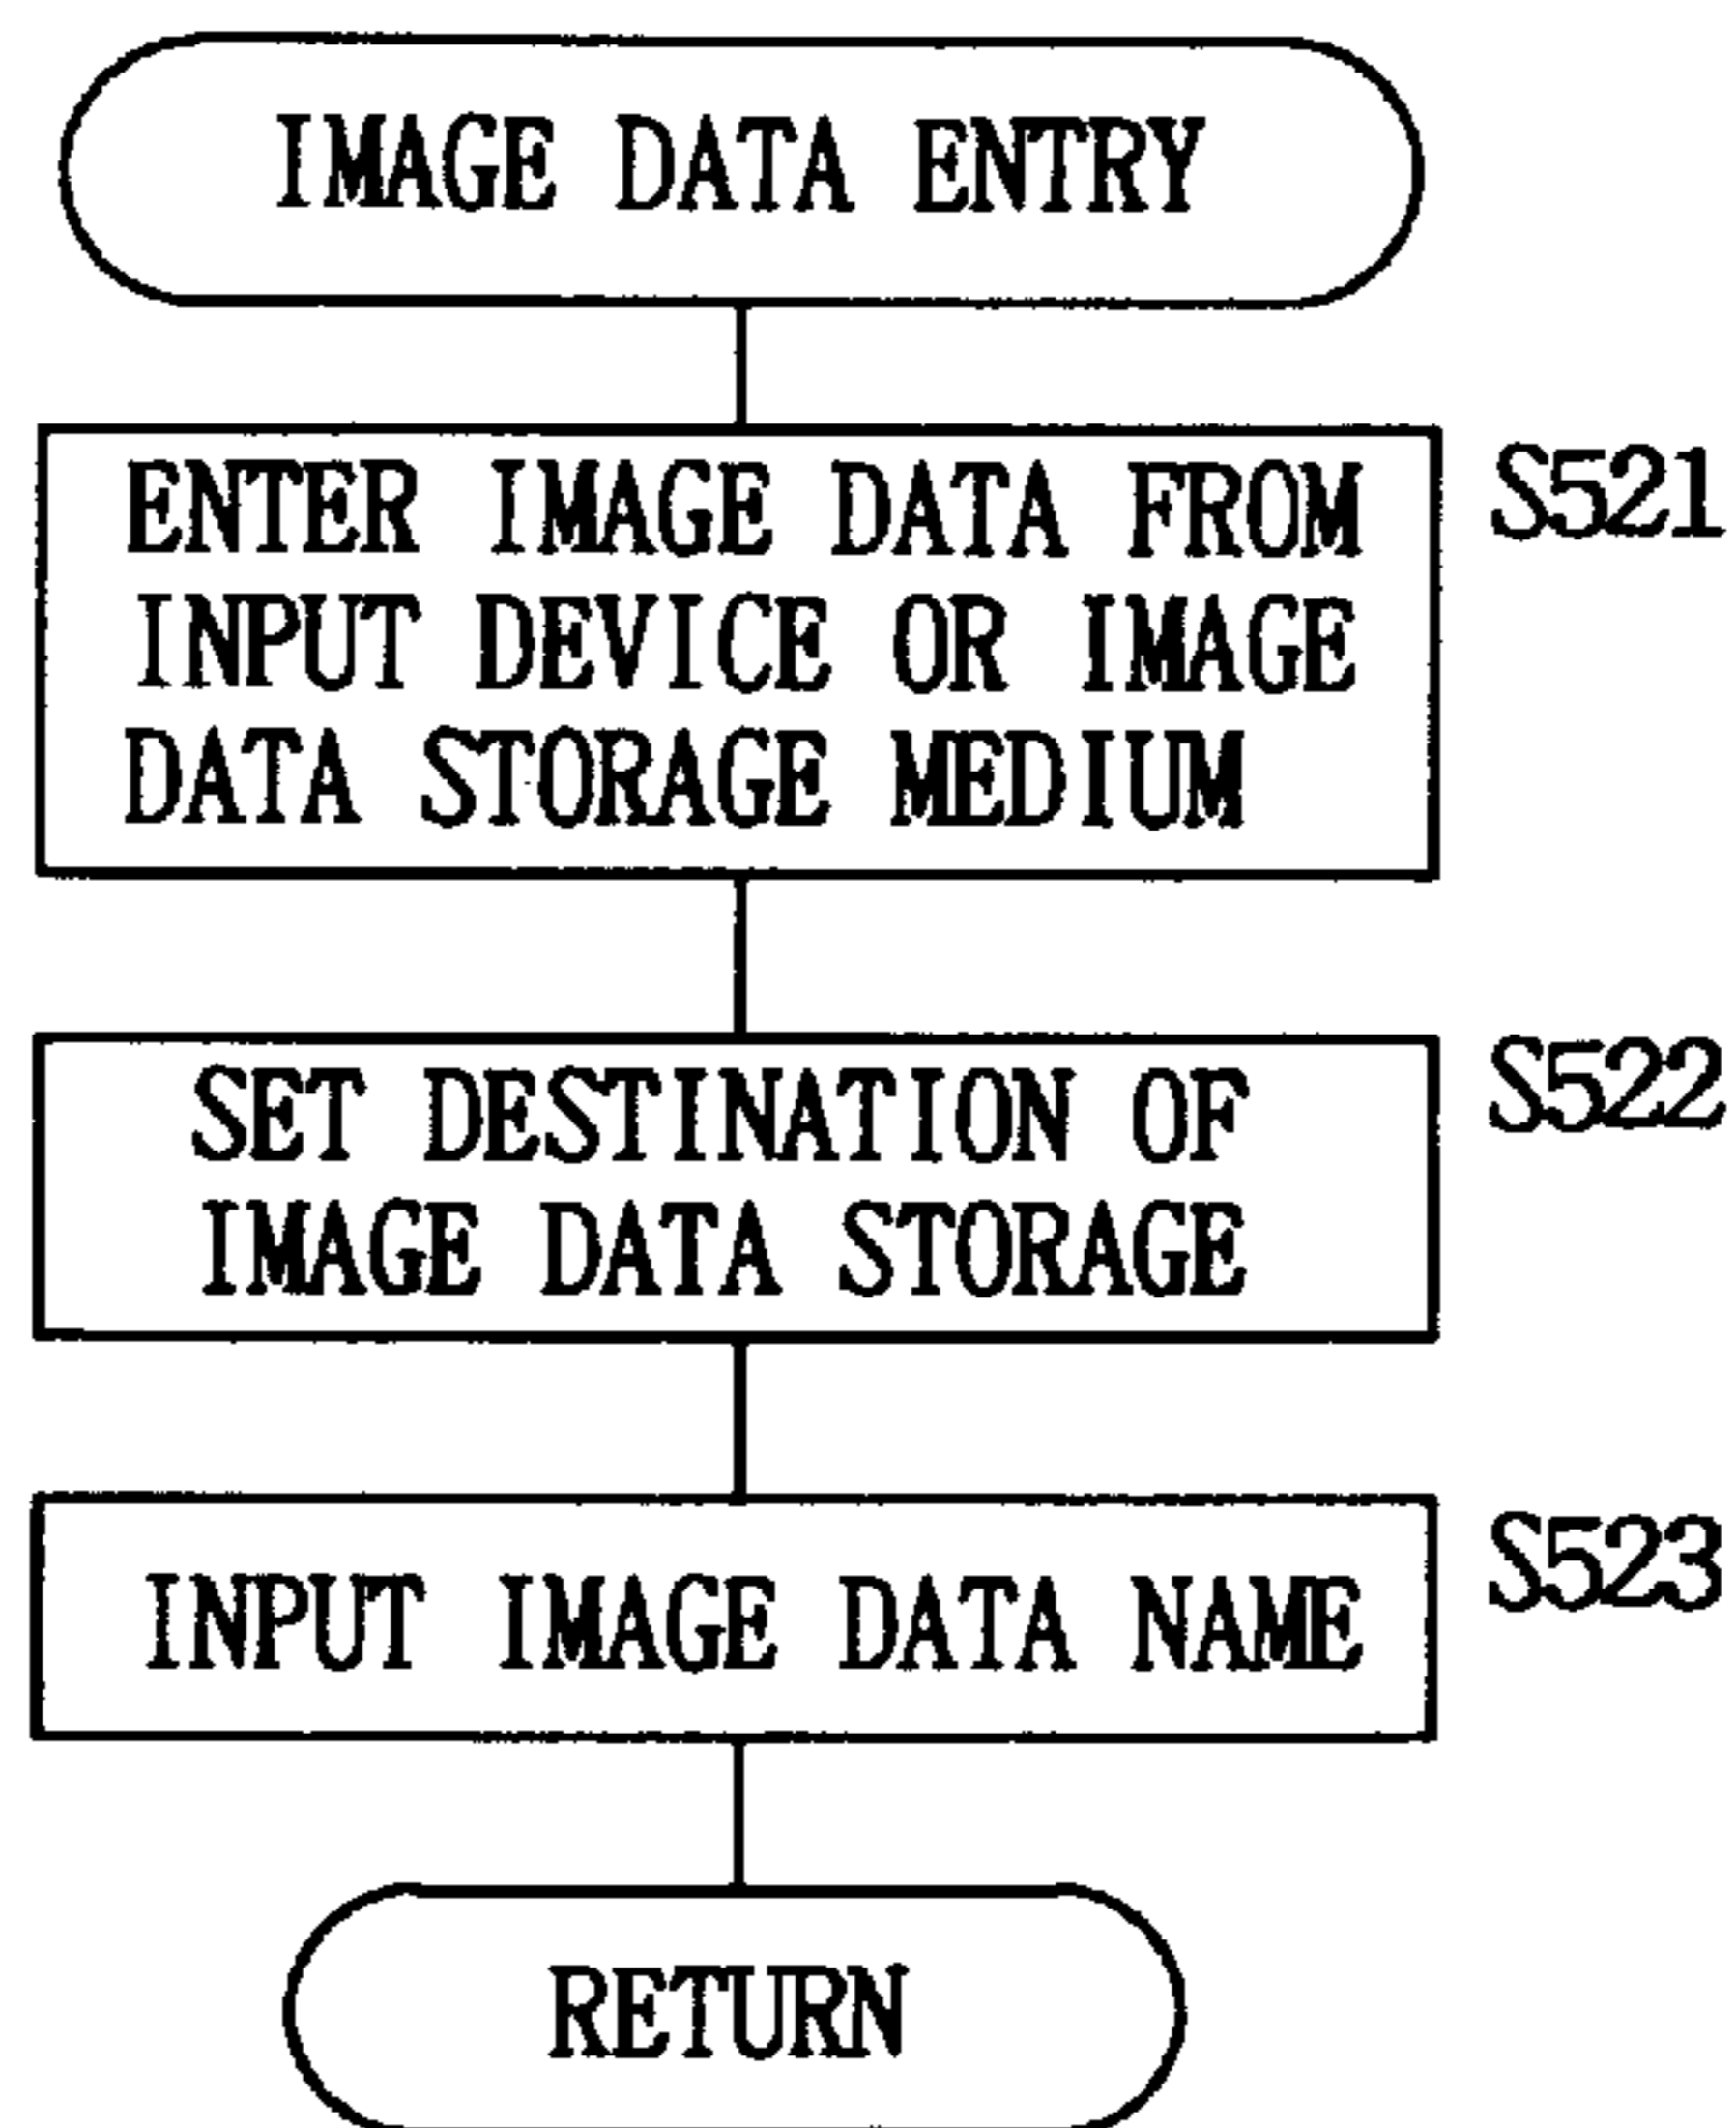 IMAGE DATA ENTRY
ENTER IMAGE DATA FROM
INPUT DEVICE OR IMAGE
DATA STORAGE MEDIUM
S521
SET DESTINATION OF
IMAGE DATA STORAGE
S522
INPUT IMAGE DATA NAME
S523
RETURN